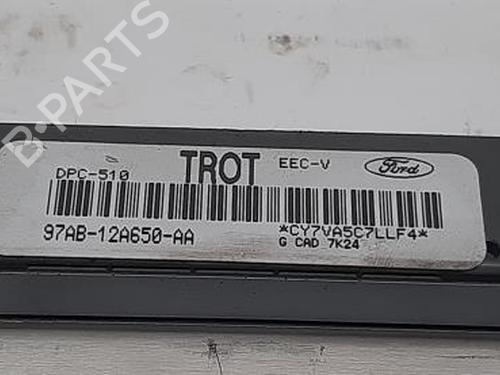 B-PARTS
TROT EEC-V Ford
DPC-510
97AB-12A650-AA *CY7VA5C7LLF4*
G CAD 7K24